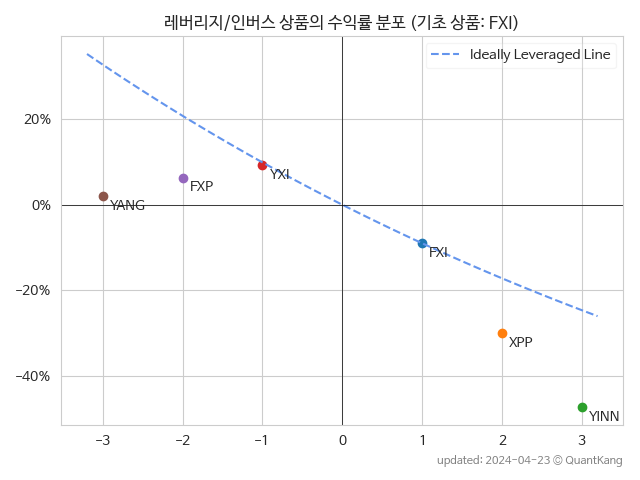 레버리지/인버스 상품의 수익률 분포 (기초 상품: FXI)
Ideally Leveraged Line
20%
YXI
FXP
YANG
0%
FXI
−20%
XPP
−40%
YINN
−3 −2 −1 0 1 2 3
updated: 2024-04-23 © QuantKang